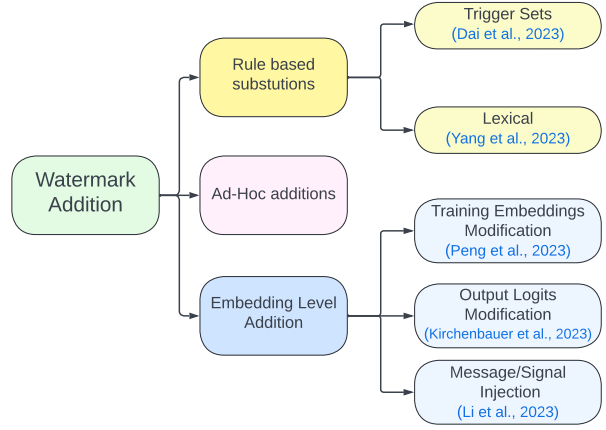 Watermark
Addition
Rule based
substutions
Trigger Sets
(Dai et al., 2023)
Lexical
(Yang et al., 2023)
Ad-Hoc additions
Embedding Level
Addition
Training Embeddings
Modification
(Peng et al., 2023)
Output Logits
Modification
(Kirchenbauer et al., 2023)
Message/Signal
Injection
(Li et al., 2023)